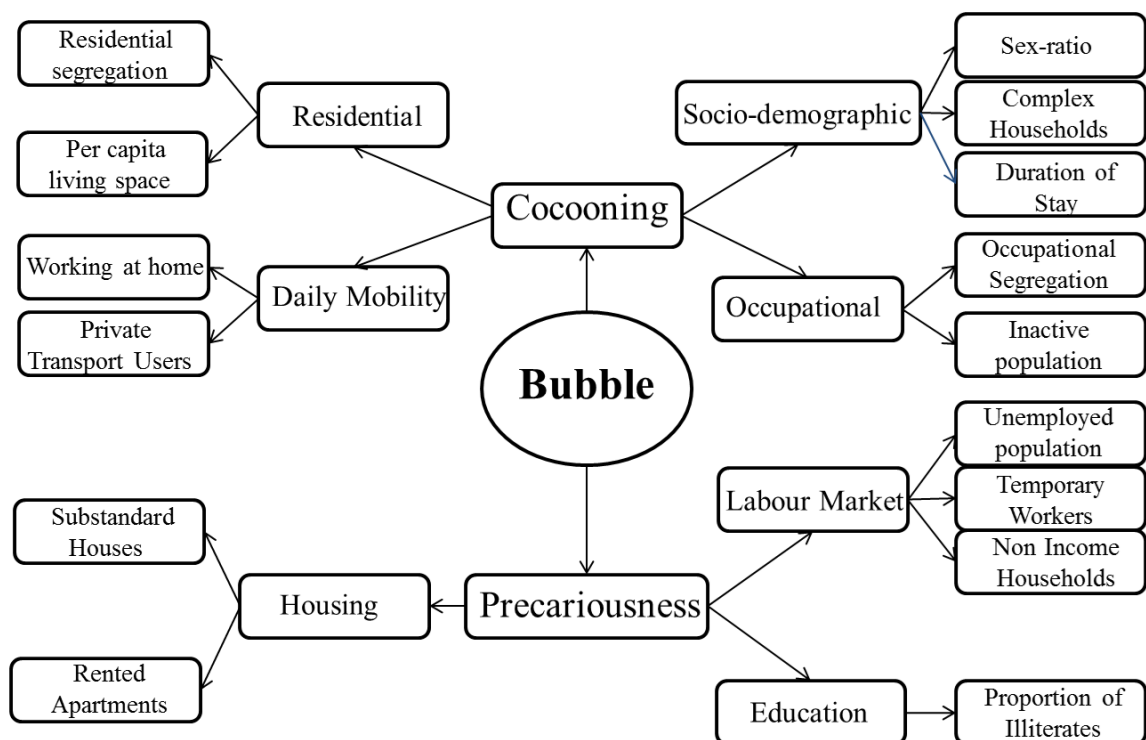 Residential
segregation
Per capita
living space
Residential
Working at home
Private
Transport Users
Daily Mobility
Cocooning
Socio-demographic
Sex-ratio
Complex
Households
Duration of
Stay
Occupational
Occupational
Segregation
Inactive
population
Bubble
Precariousness
Housing
Substandard
Houses
Rented
Apartments
Labour Market
Unemployed
population
Temporary
Workers
Non Income
Households
Education
Proportion of
Illiterates